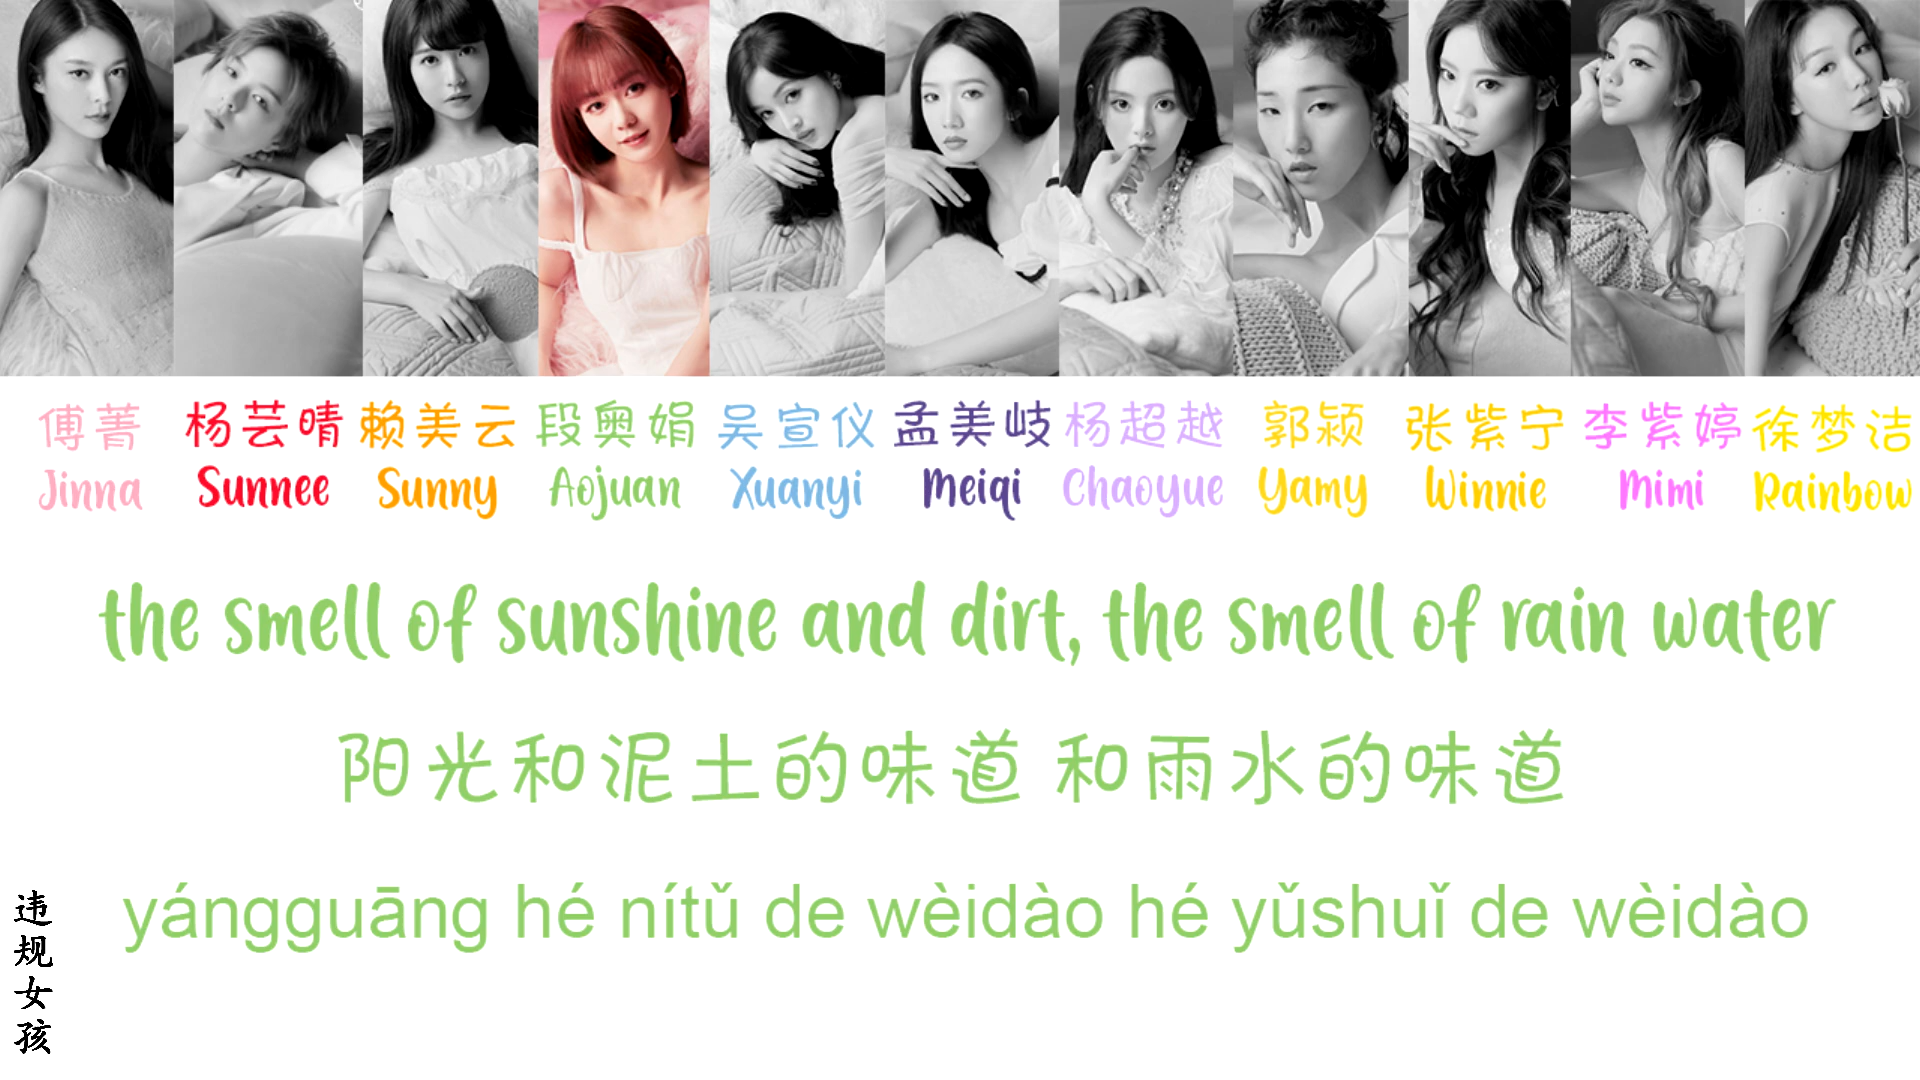 傅菁 杨芸晴 赖美云 段奥娟 吴宣仪 孟美岐 杨超越 郭颍 张紫宁 李紫婷 徐梦洁
Jinna Sunnee Sunny Aojuan Xuanyi Meiqi Chaoyue Yamy Winnie Mimi Rainbow
the smell of sunshine and dirt, the smell of rain water
阳光和泥土的味道 和雨水的味道
yángguāng hé nítǔ de wèidào hé yǔshuǐ de wèidào
违规女孩